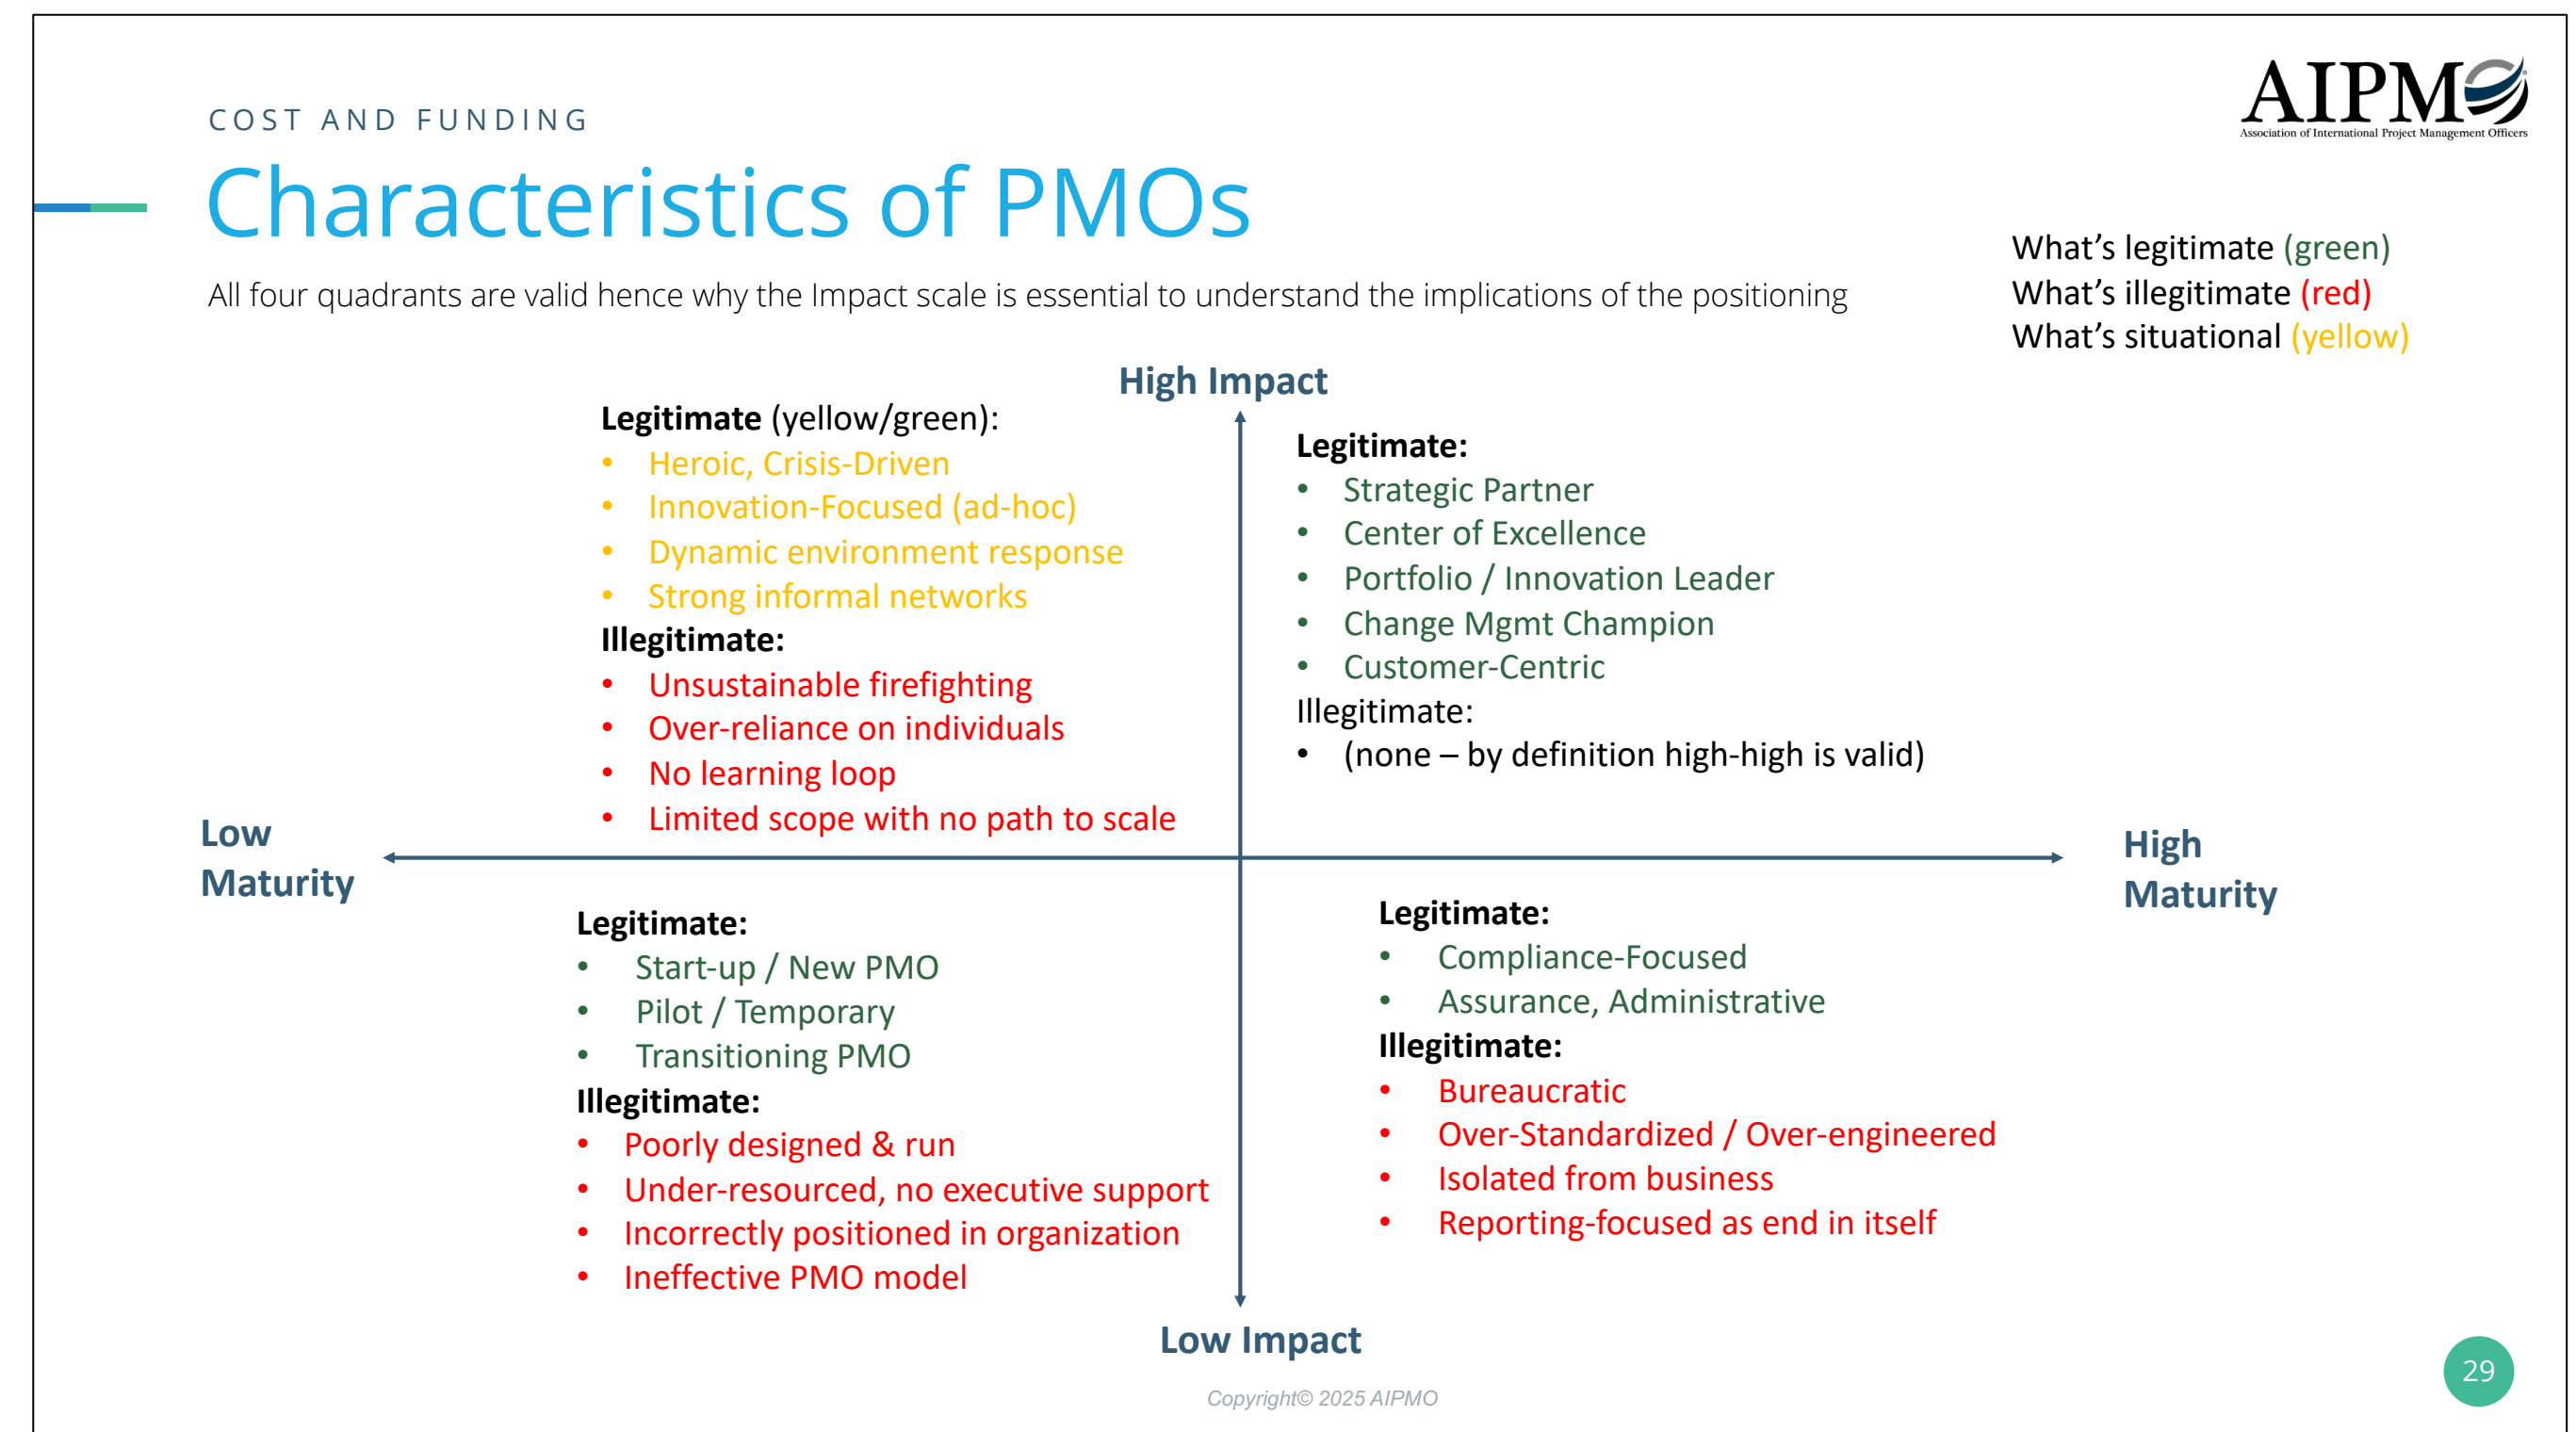 COST AND FUNDING
AIPMO
Association of International Project Management Officers
Characteristics of PMOs
All four quadrants are valid hence why the Impact scale is essential to understand the implications of the positioning
What’s legitimate (green)
What’s illegitimate (red)
What’s situational (yellow)
High Impact
Legitimate (yellow/green):
• Heroic, Crisis-Driven
• Innovation-Focused (ad-hoc)
• Dynamic environment response
• Strong informal networks
Illegitimate:
• Unsustainable firefighting
• Over-reliance on individuals
• No learning loop
• Limited scope with no path to scale
Legitimate:
• Strategic Partner
• Center of Excellence
• Portfolio / Innovation Leader
• Change Mgmt Champion
• Customer-Centric
Illegitimate:
• (none – by definition high-high is valid)
Low
Maturity
High
Maturity
Legitimate:
• Start-up / New PMO
• Pilot / Temporary
• Transitioning PMO
Illegitimate:
• Poorly designed & run
• Under-resourced, no executive support
• Incorrectly positioned in organization
• Ineffective PMO model
Legitimate:
• Compliance-Focused
• Assurance, Administrative
Illegitimate:
• Bureaucratic
• Over-Standardized / Over-engineered
• Isolated from business
• Reporting-focused as end in itself
Low Impact
Copyright© 2025 AIPMO
29